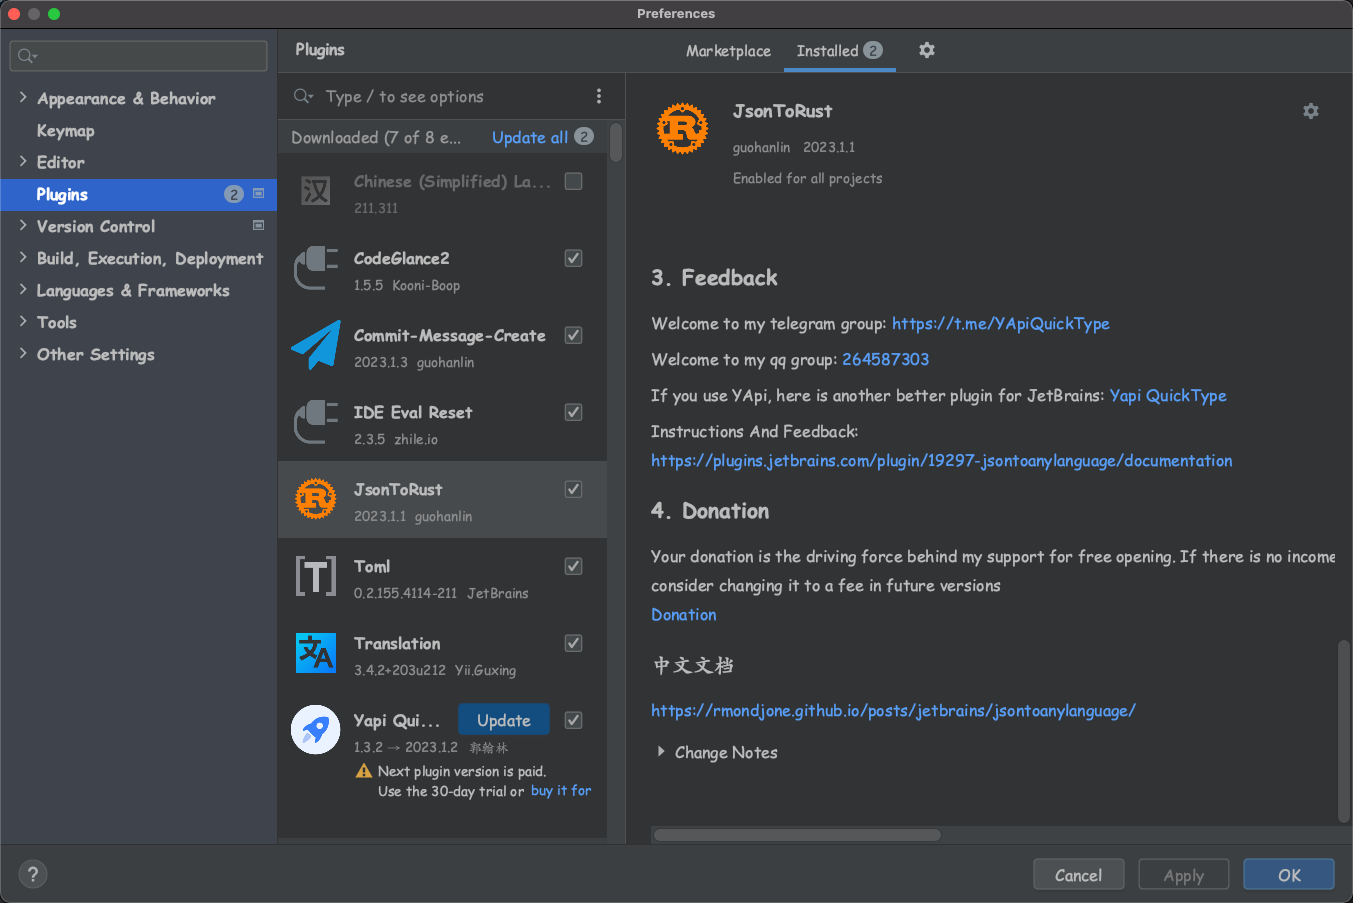 Preferences
Appearance & Behavior
Keymap
Editor
Plugins 2
Version Control
Build, Execution, Deployment
Languages & Frameworks
Tools
Other Settings
Plugins
Marketplace
Installed 2
Type / to see options
Downloaded (7 of 8 e...
Update all 2
汉
Chinese (Simplified) La...
211.311
CodeGlance2
1.5.5 Kooni-Boop
Commit-Message-Create
2023.1.3 guohanlin
IDE Eval Reset
2.3.5 zhile.io
R
JsonToRust
2023.1.1 guohanlin
[T]
Toml
0.2.155.4114-211 JetBrains
文A
Translation
3.4.2+203u212 Yii.Guxing
Yapi Qui...
Update
1.3.2 → 2023.1.2 郭翰林
Next plugin version is paid.
Use the 30-day trial or buy it for
R
JsonToRust
guohanlin 2023.1.1
Enabled for all projects
3. Feedback
Welcome to my telegram group: https://t.me/YApiQuickType
Welcome to my qq group: 264587303
If you use YApi, here is another better plugin for JetBrains: Yapi QuickType
Instructions And Feedback:
https://plugins.jetbrains.com/plugin/19297-jsontoanylanguage/documentation
4. Donation
Your donation is the driving force behind my support for free opening. If there is no income
consider changing it to a fee in future versions
Donation
中文文档
https://rmondjone.github.io/posts/jetbrains/jsontoanylanguage/
Change Notes
?
Cancel
Apply
OK